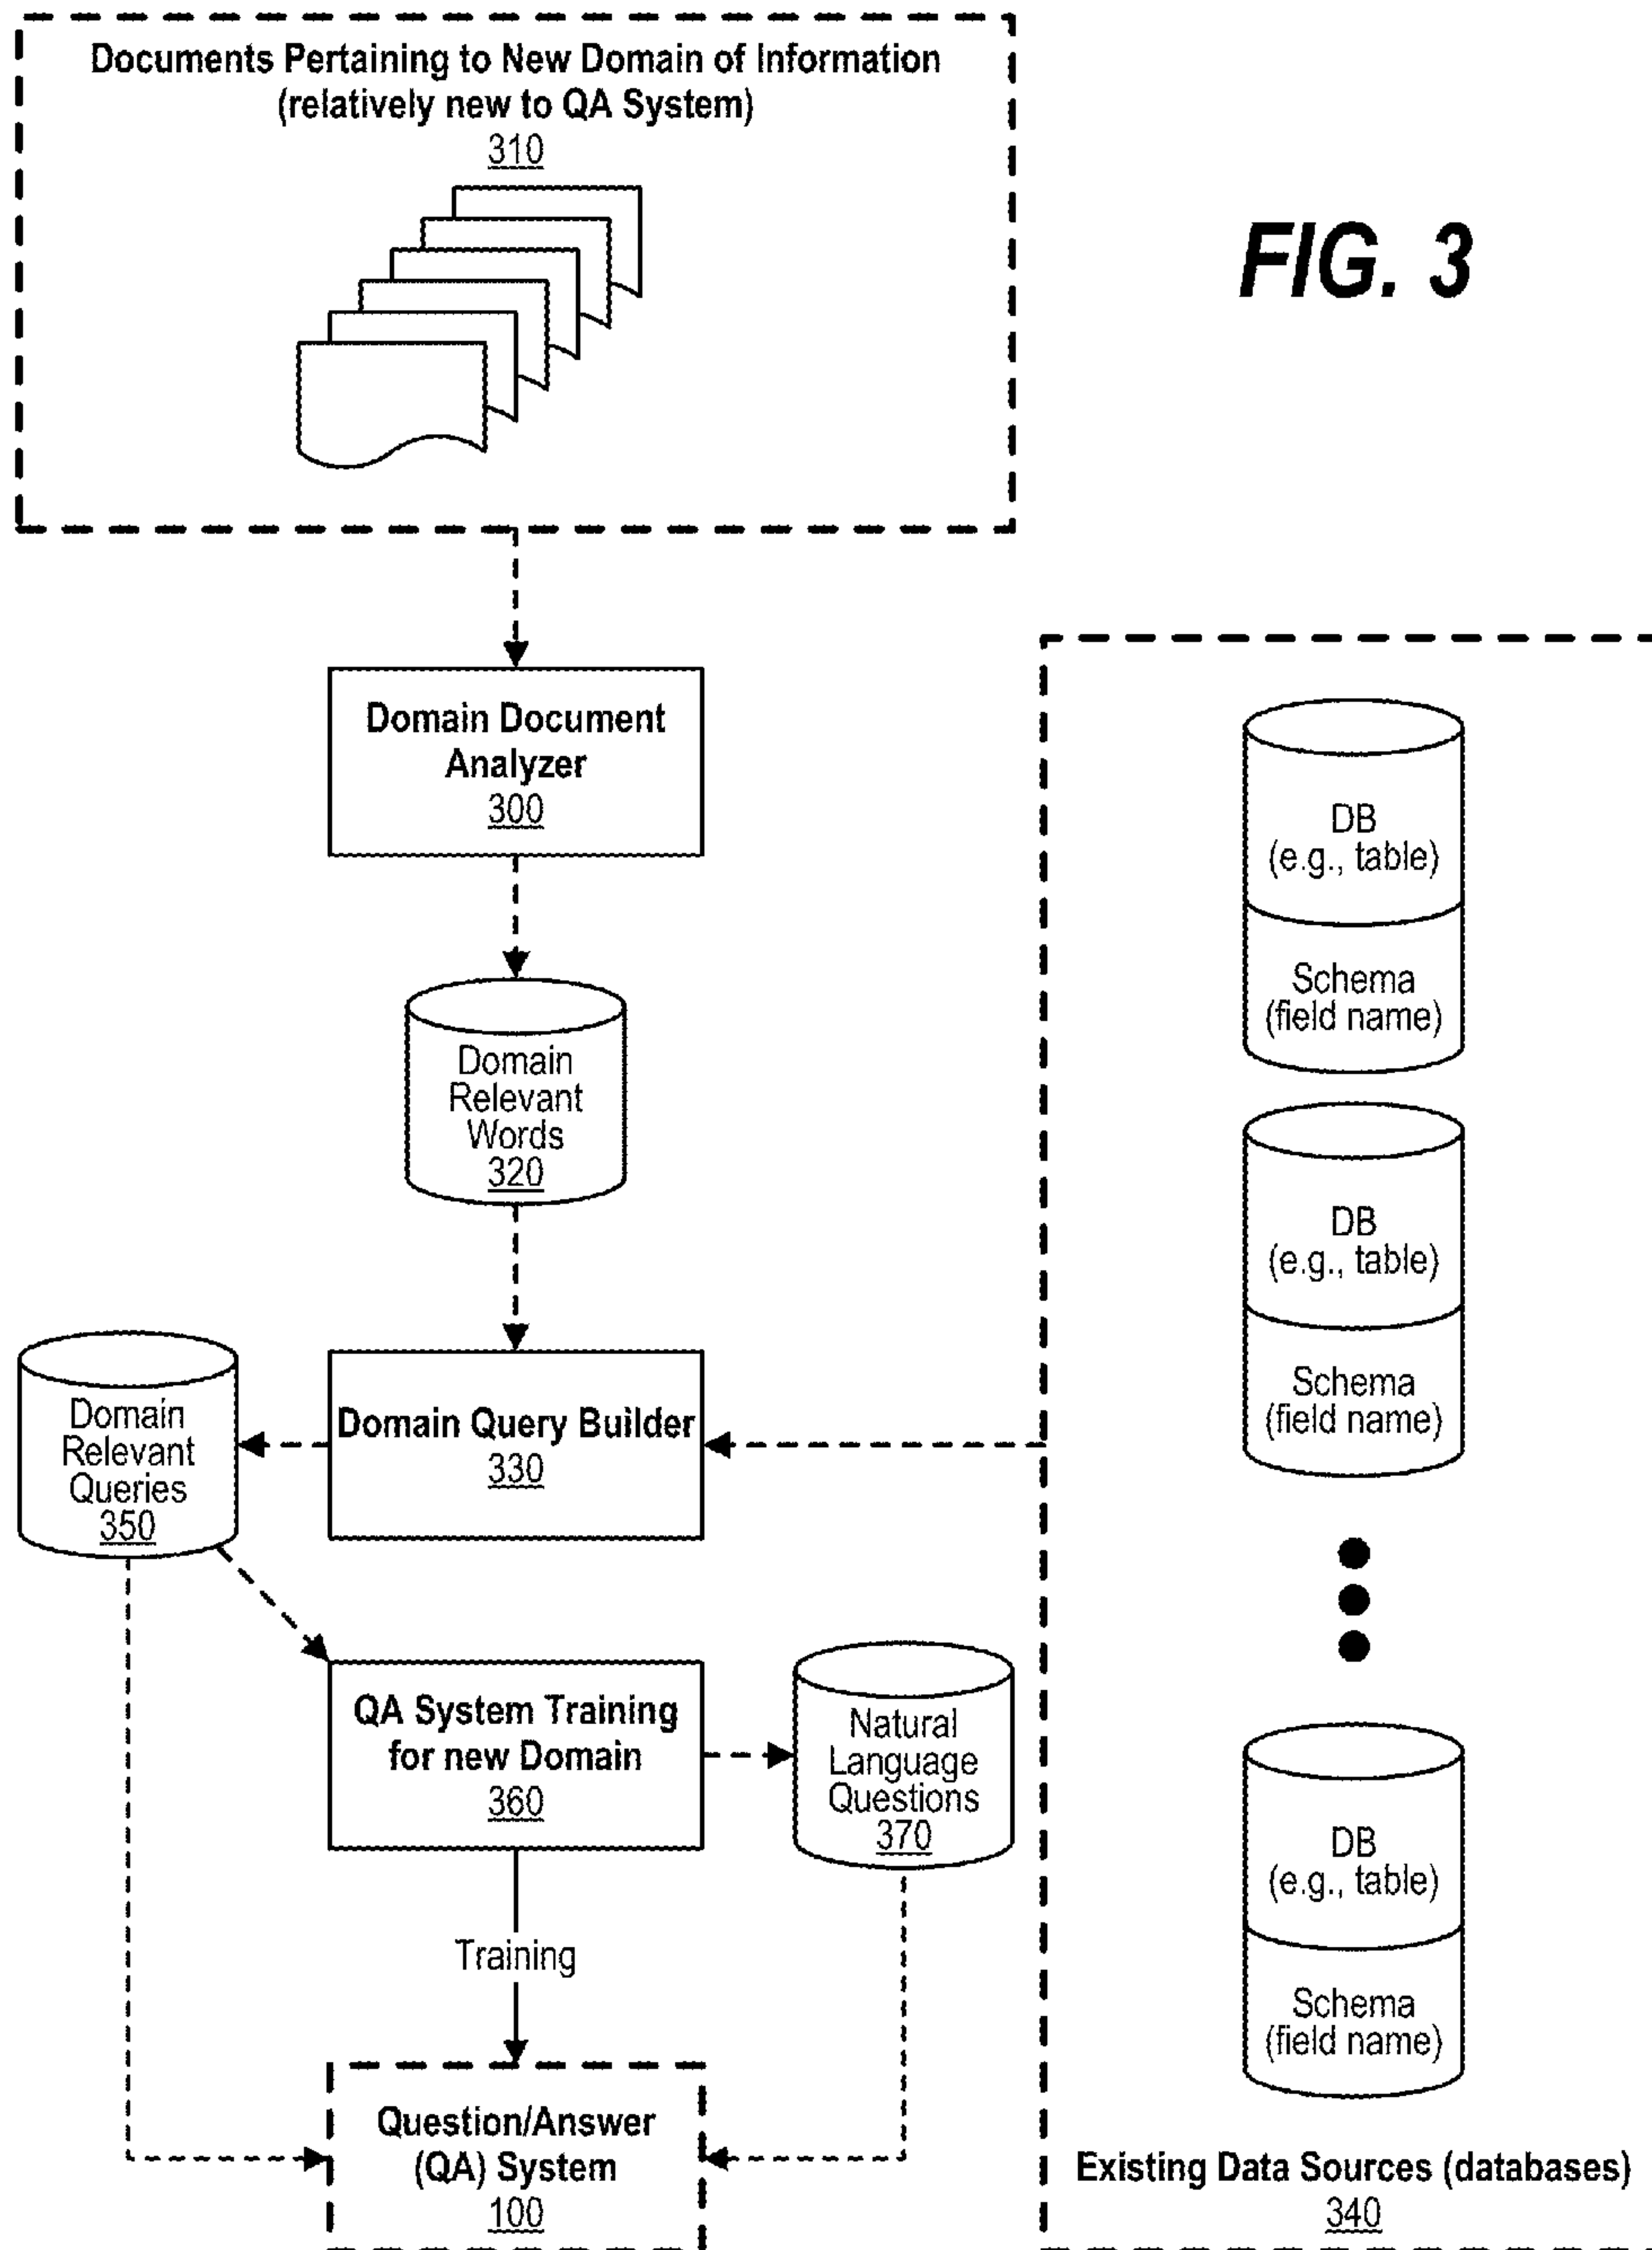 Documents Pertaining to New Domain of Information
(relatively new to QA System)
310
FIG. 3
Domain Document
Analyzer
300
Domain
Relevant
Words
320
Domain Query Builder
330
Domain
Relevant
Queries
350
QA System Training
for new Domain
360
Natural
Language
Questions
370
Training
Question/Answer
(QA) System
100
DB
(e.g., table)
Schema
(field name)
DB
(e.g., table)
Schema
(field name)
DB
(e.g., table)
Schema
(field name)
Existing Data Sources (databases)
340